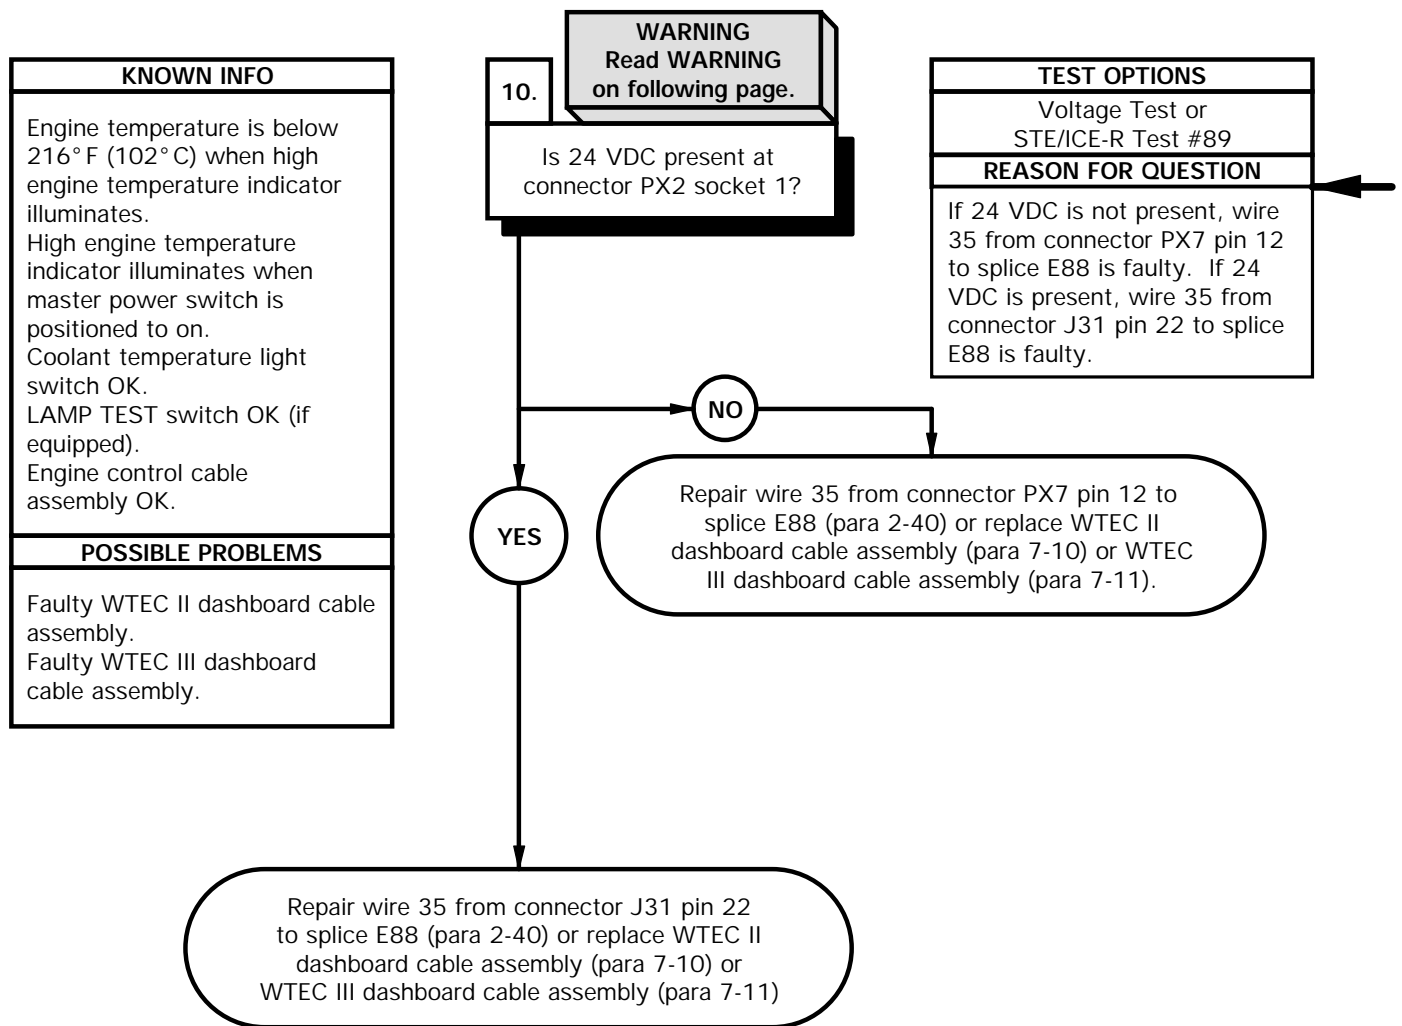 KNOWN INFO
Engine temperature is below
216° F (102° C) when high
engine temperature indicator
illuminates.
High engine temperature
indicator illuminates when
master power switch is
positioned to on.
Coolant temperature light
switch OK.
LAMP TEST switch OK (if
equipped).
Engine control cable
assembly OK.
POSSIBLE PROBLEMS
Faulty WTEC II dashboard cable
assembly.
Faulty WTEC III dashboard
cable assembly.
WARNING
Read WARNING
on following page.
10.
Is 24 VDC present at
connector PX2 socket 1?
TEST OPTIONS
Voltage Test or
STE/ICE-R Test #89
REASON FOR QUESTION
If 24 VDC is not present, wire
35 from connector PX7 pin 12
to splice E88 is faulty. If 24
VDC is present, wire 35 from
connector J31 pin 22 to splice
E88 is faulty.
NO
Repair wire 35 from connector PX7 pin 12 to
splice E88 (para 2-40) or replace WTEC II
dashboard cable assembly (para 7-10) or WTEC
III dashboard cable assembly (para 7-11).
YES
Repair wire 35 from connector J31 pin 22
to splice E88 (para 2-40) or replace WTEC II
dashboard cable assembly (para 7-10) or
WTEC III dashboard cable assembly (para 7-11)